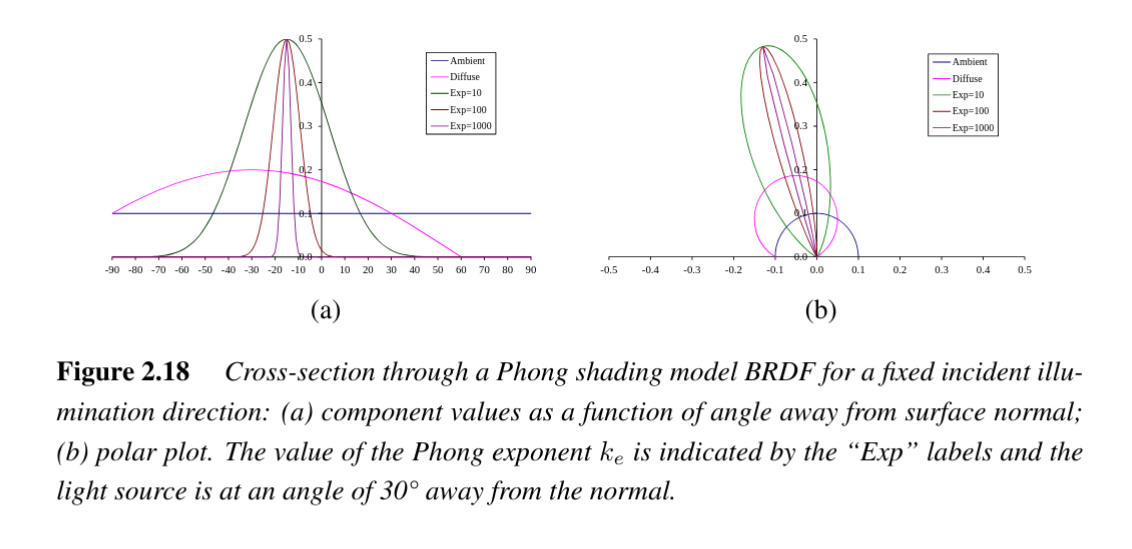 0.5
0.4
0.3
0.2
0.1
0.0
-90 -80 -70 -60 -50 -40 -30 -20 -10 0 10 20 30 40 50 60 70 80 90
Ambient
Diffuse
Exp=10
Exp=100
Exp=1000
(a)
0.5
0.4
0.3
0.2
0.1
0.0
-0.5 -0.4 -0.3 -0.2 -0.1 0.0 0.1 0.2 0.3 0.4 0.5
Ambient
Diffuse
Exp=10
Exp=100
Exp=1000
(b)
Figure 2.18 Cross-section through a Phong shading model BRDF for a fixed incident illu-
mination direction: (a) component values as a function of angle away from surface normal;
(b) polar plot. The value of the Phong exponent kₑ is indicated by the “Exp” labels and the
light source is at an angle of 30° away from the normal.